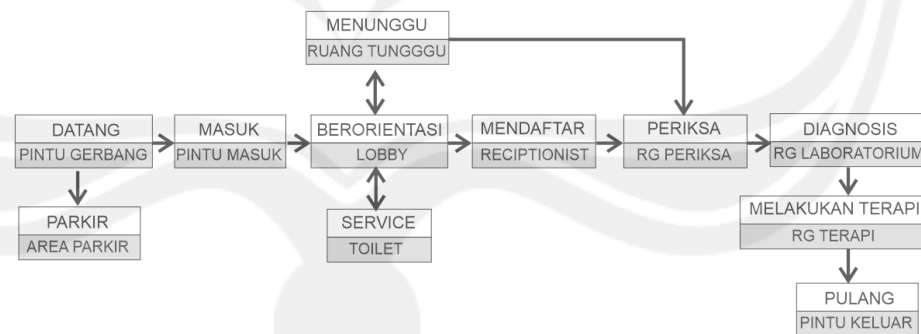 MENUNGGU
RUANG TUNGGGU
DATANG
PINTU GERBANG
MASUK
PINTU MASUK
BERORIENTASI
LOBBY
MENDAFTAR
RECIPTIONIST
PERIKSA
RG PERIKSA
DIAGNOSIS
RG LABORATORIUM
PARKIR
AREA PARKIR
SERVICE
TOILET
MELAKUKAN TERAPI
RG TERAPI
PULANG
PINTU KELUAR